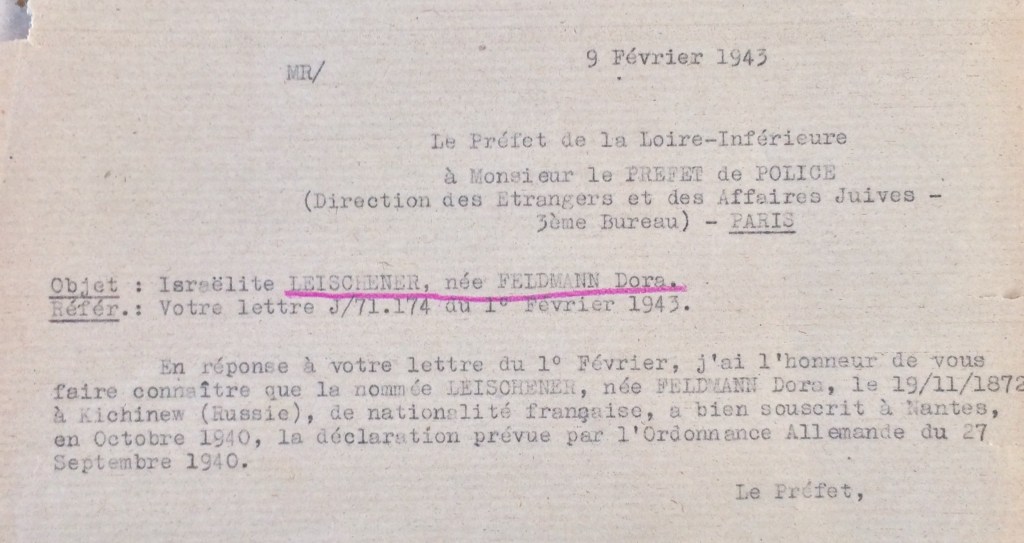 9 Février 1943
MR/
Le Préfet de la Loire-Inférieure
à Monsieur le PREFET de POLICE
(Direction des Etrangers et des Affaires Juives -
3ème Bureau) - PARIS
Objet : Israëlite LEISCHENER, née FELDMANN Dora.
Référ.: Votre lettre J/71.174 du 1° Février 1943.
En réponse à votre lettre du 1° Février, j'ai l'honneur de vous
faire connaître que la nommée LEISCHENER, née FELDMANN Dora, le 19/11/1872
à Kichinew (Russie), de nationalité française, a bien souscrit à Nantes,
en Octobre 1940, la déclaration prévue par l'Ordonnance Allemande du 27
Septembre 1940.
Le Préfet,